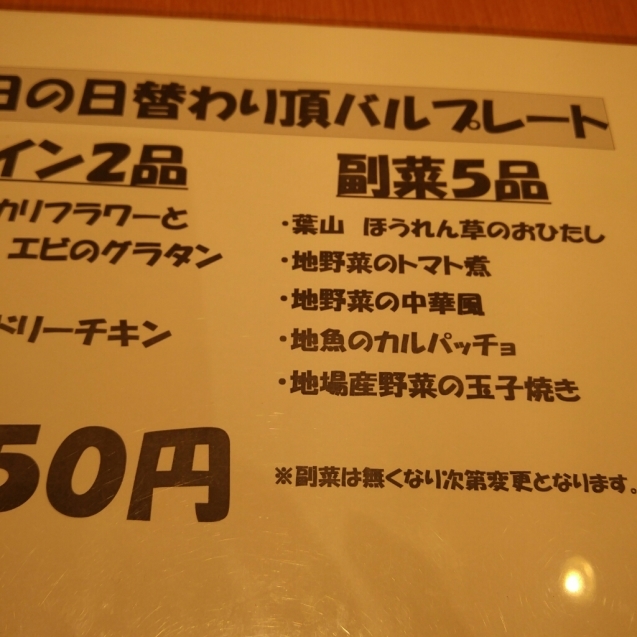 日の日替わり頂バルプレート
イン2品
カリフラワーと
エビのグラタン
ドリーチキン
50円
副菜5品
・葉山 ほうれん草のおひたし
・地野菜のトマト煮
・地野菜の中華風
・地魚のカルパッチョ
・地場産野菜の玉子焼き
※副菜は無くなり次第変更となります。